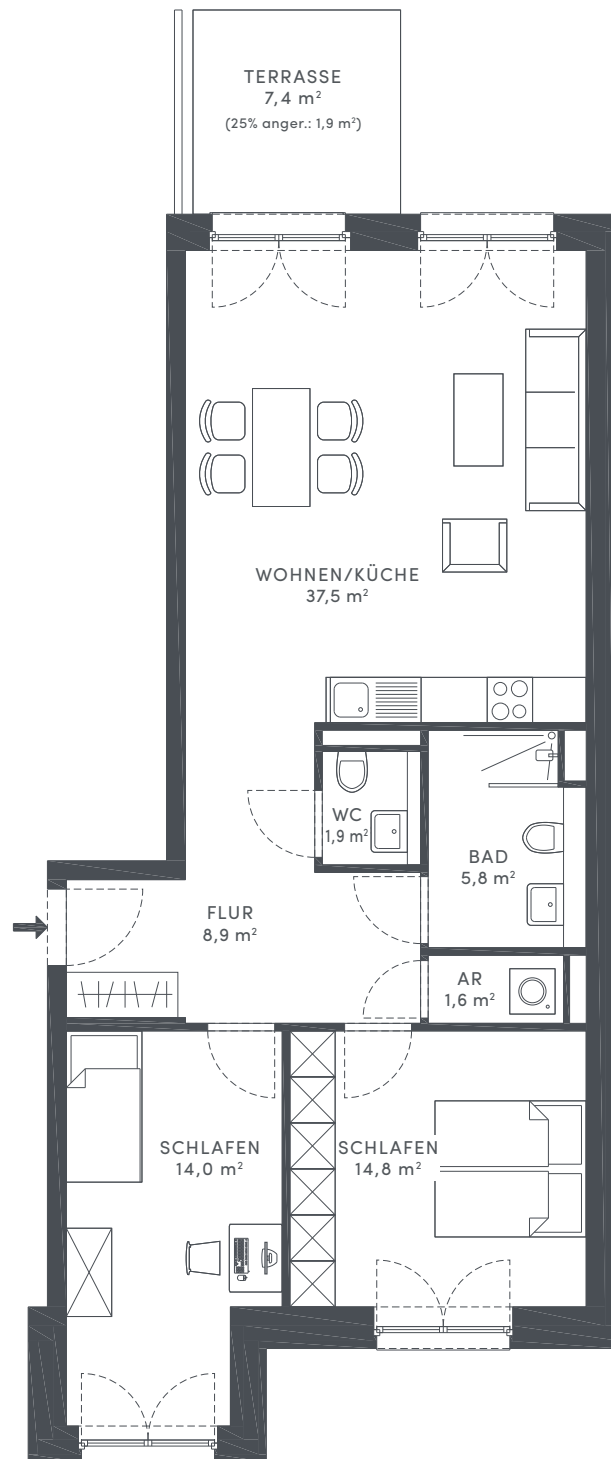 TERRASSE
7,4 m²
(25% anger.: 1,9 m²)
WOHNEN/KÜCHE
37,5 m²
WC
1,9 m²
BAD
5,8 m²
FLUR
8,9 m²
AR
1,6 m²
SCHLAFEN
14,0 m²
SCHLAFEN
14,8 m²